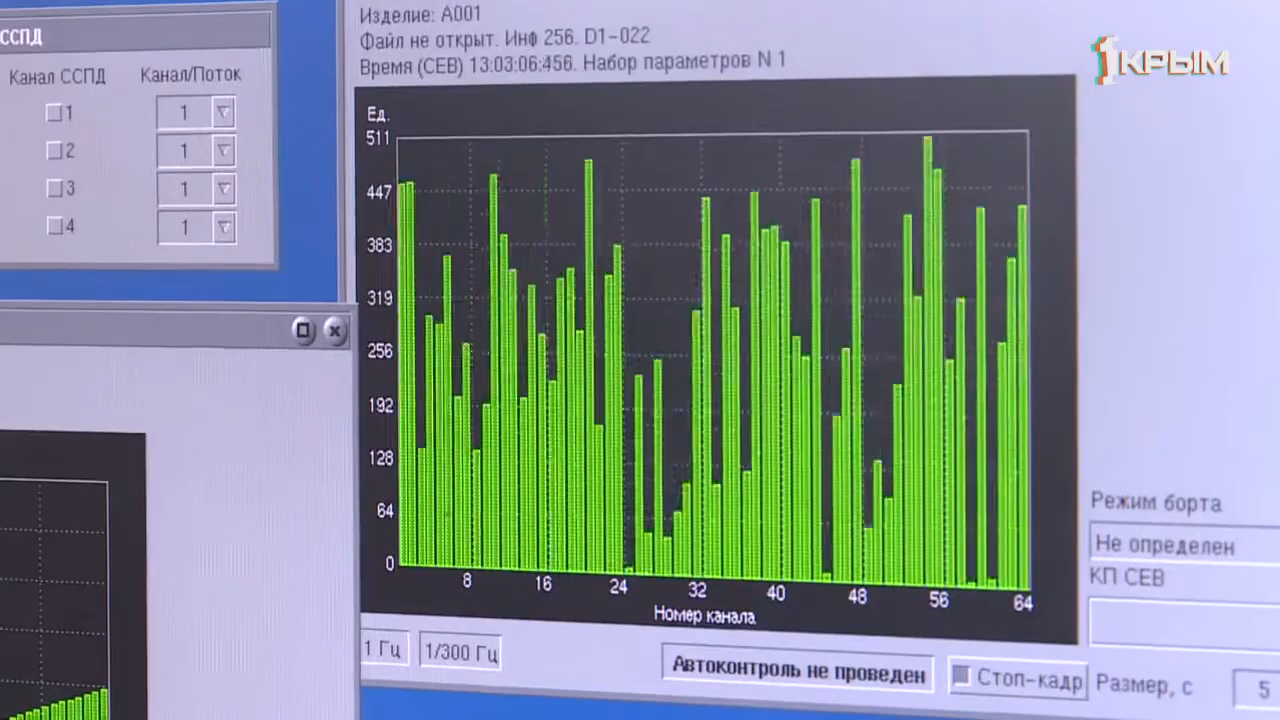 ССПД
Канал ССПД Канал/Поток
1 1
2 1
3 1
4 1
Изделие: А001
Файл не открыт. Инф 256. D1-022
Время (СЕВ) 13:03:06:456. Набор параметров N 1
1КРЫМ
Ед.
511
447
383
319
256
192
128
64
0
8 16 24 32 40 48 56 64
Номер канала
1 Гц 1/300 Гц
Автоконтроль не проведен
Стоп-кадр
Размер, с
5
Режим борта
Не определен
КП СЕВ